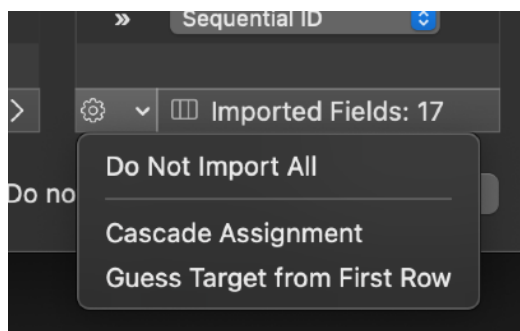 » Sequential ID
Imported Fields: 17
Do Not Import All
Do no
Cascade Assignment
Guess Target from First Row